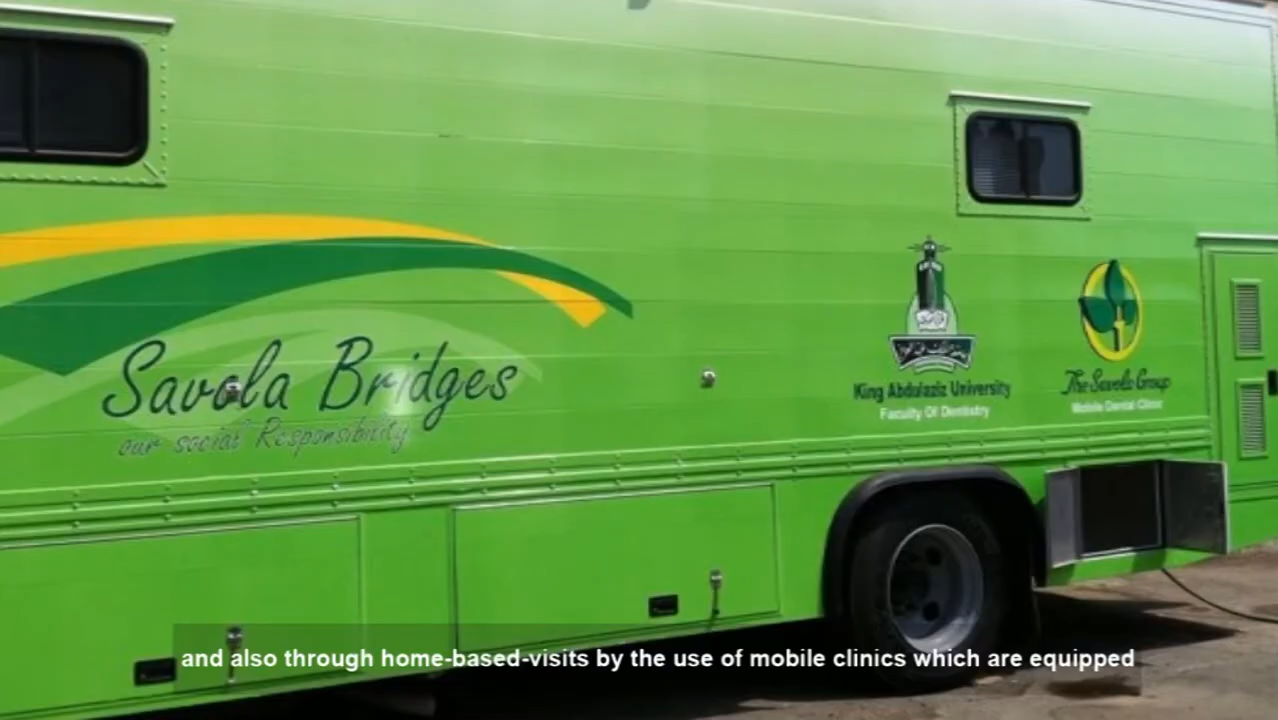 Savola Bridges
our social Responsibility
King Abdulaziz University
Faculty Of Dentistry
The Savola Group
Mobile Dental Clinic
and also through home-based-visits by the use of mobile clinics which are equipped